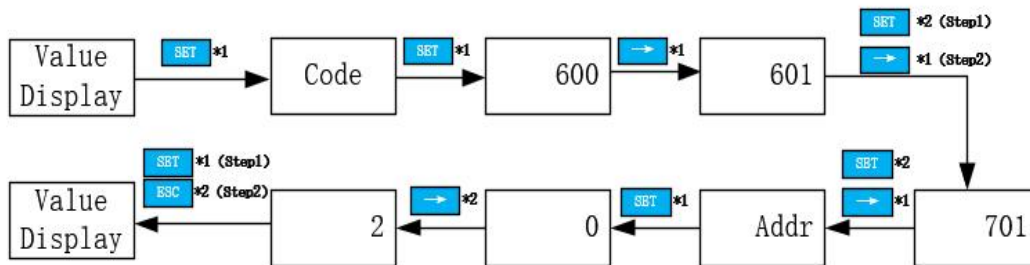 SET *2 (Step1)
SET *1
SET *1
→ *1
→ *1 (Step2)
Value
Display
Code
600
601
SET *1 (Step1)
ESC *2 (Step2)
→ *2
SET *1
SET *2
→ *1
Value
Display
2
0
Addr
701